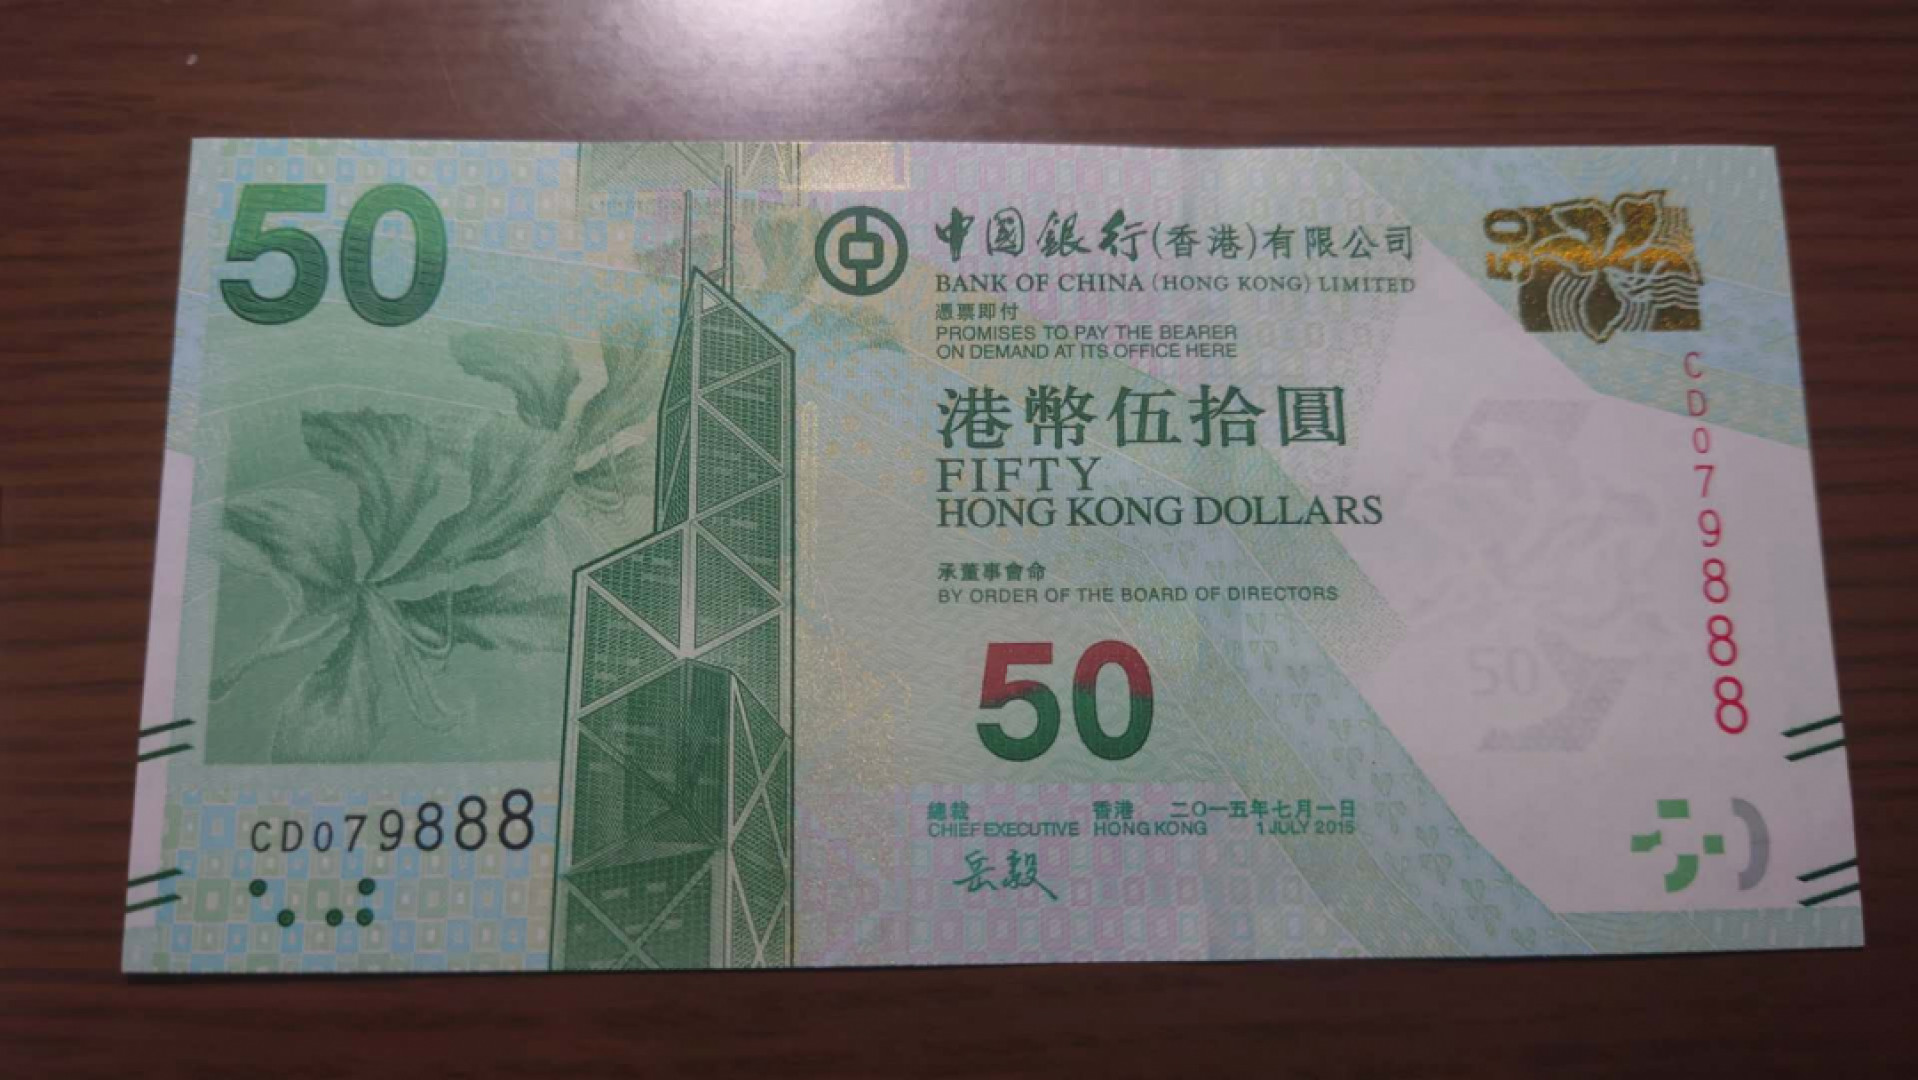 50
中國銀行(香港)有限公司
BANK OF CHINA (HONG KONG) LIMITED
憑票即付
PROMISES TO PAY THE BEARER
ON DEMAND AT ITS OFFICE HERE
港幣伍拾圓
FIFTY
HONG KONG DOLLARS
承董事會命
BY ORDER OF THE BOARD OF DIRECTORS
50
總裁 香港 二〇一五年七月一日
CHIEF EXECUTIVE HONG KONG 1 JULY 2015
岳毅
CD079888
50
CD079888
50